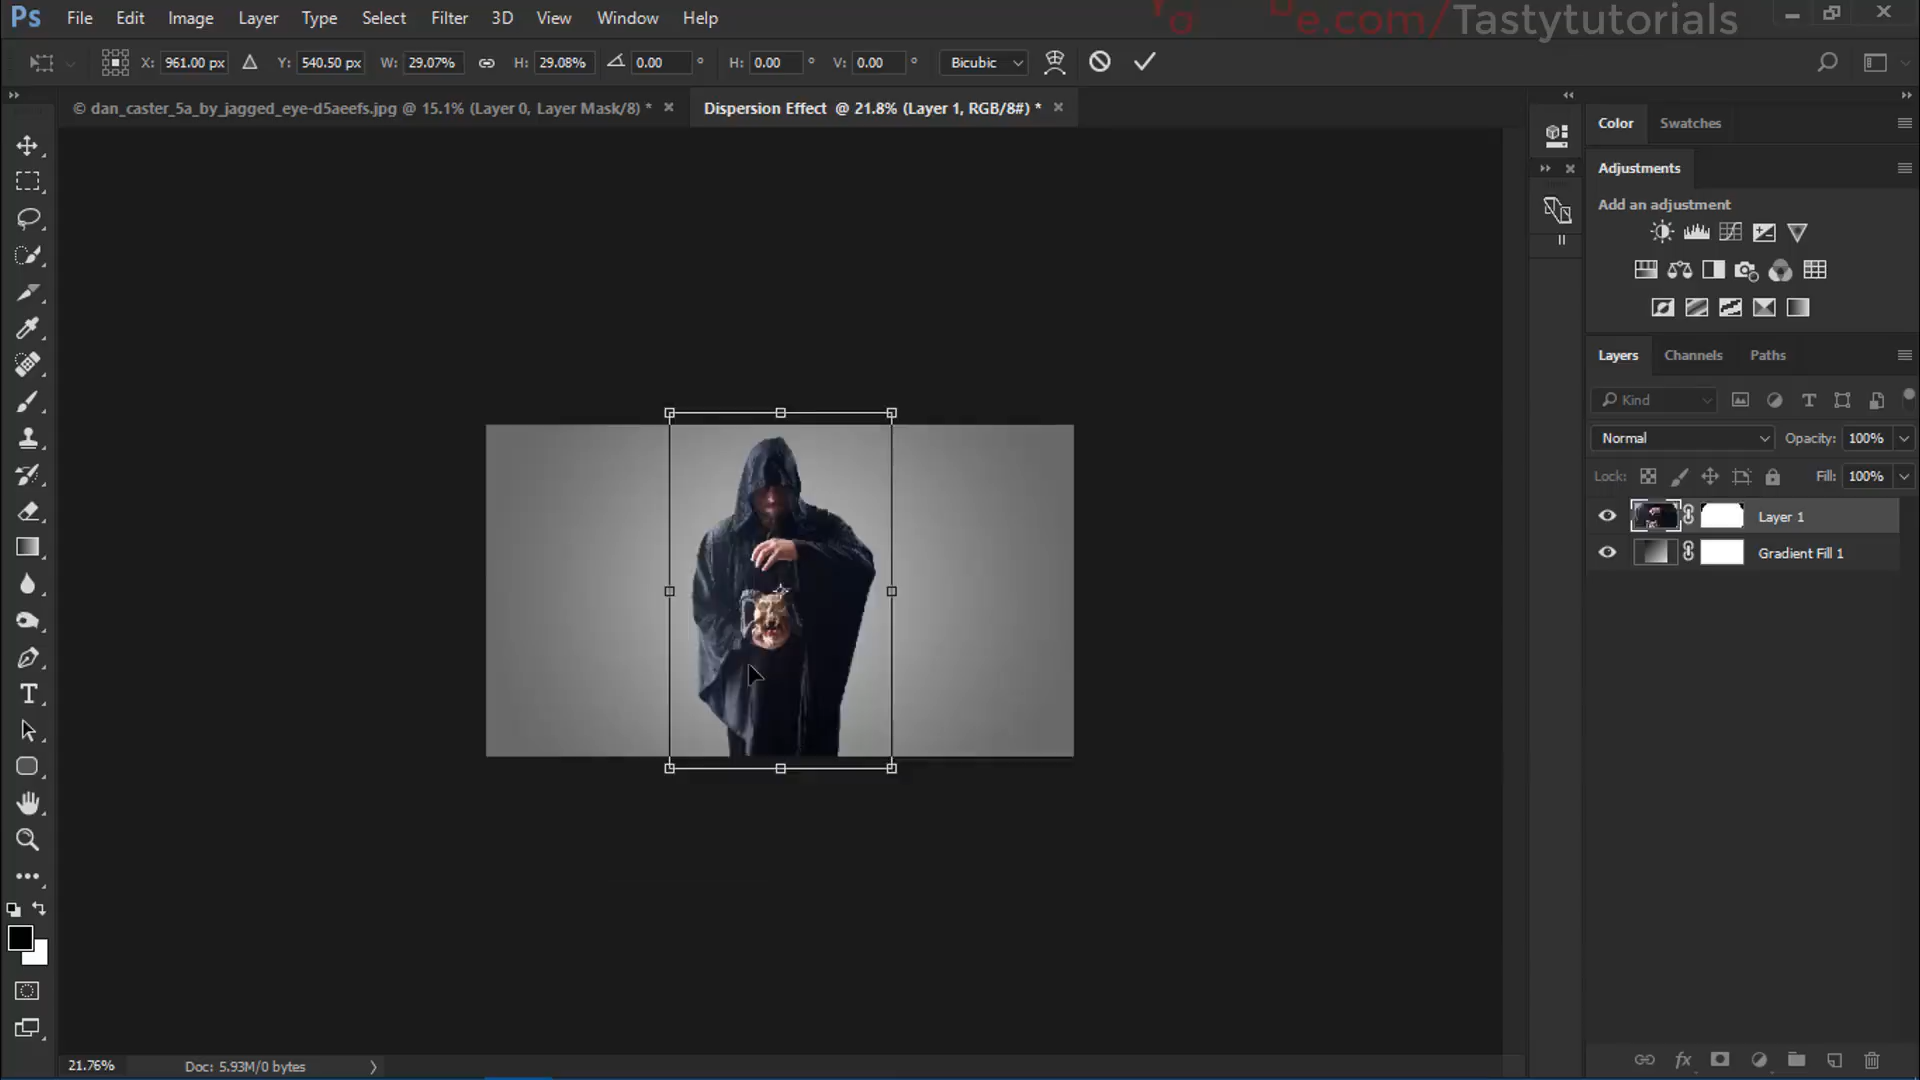 Ps File Edit Image Layer Type Select Filter 3D View Window Help
e.com/Tastytutorials
X: 961.00 px Y: 540.50 px W: 29.07% H: 29.08% 0.00 ° H: 0.00 ° V: 0.00 ° Bicubic
© dan_caster_5a_by_jagged_eye-d5aeefs.jpg @ 15.1% (Layer 0, Layer Mask/8) *
Dispersion Effect @ 21.8% (Layer 1, RGB/8#) *
Color Swatches
Adjustments
Add an adjustment
Layers Channels Paths
Kind
Normal Opacity: 100%
Lock: Fill: 100%
Layer 1
Gradient Fill 1
21.76% Doc: 5.93M/0 bytes